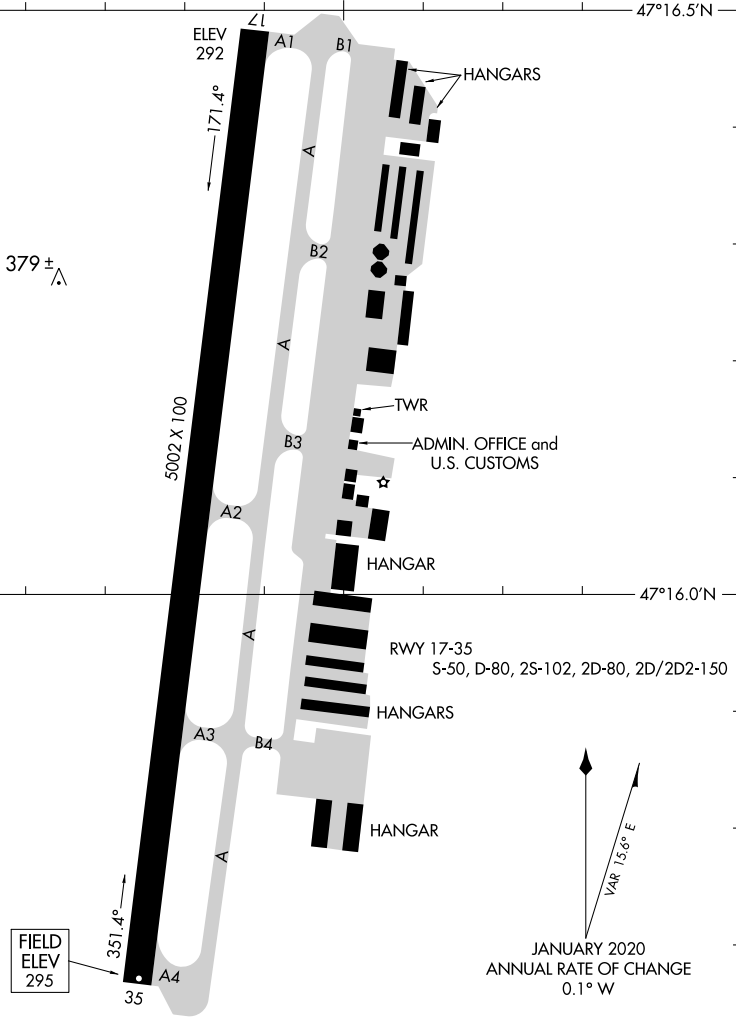 47°16.5'N
17
ELEV
292
A1
B1
HANGARS
171.4°
A
B2
379 ±
A
TWR
5002 X 100
B3
ADMIN. OFFICE and
U.S. CUSTOMS
A2
HANGAR
47°16.0'N
A
RWY 17-35
S-50, D-80, 2S-102, 2D-80, 2D/2D2-150
HANGARS
A3
B4
HANGAR
VAR 15.6° E
A
351.4°
FIELD
ELEV
295
A4
35
JANUARY 2020
ANNUAL RATE OF CHANGE
0.1° W